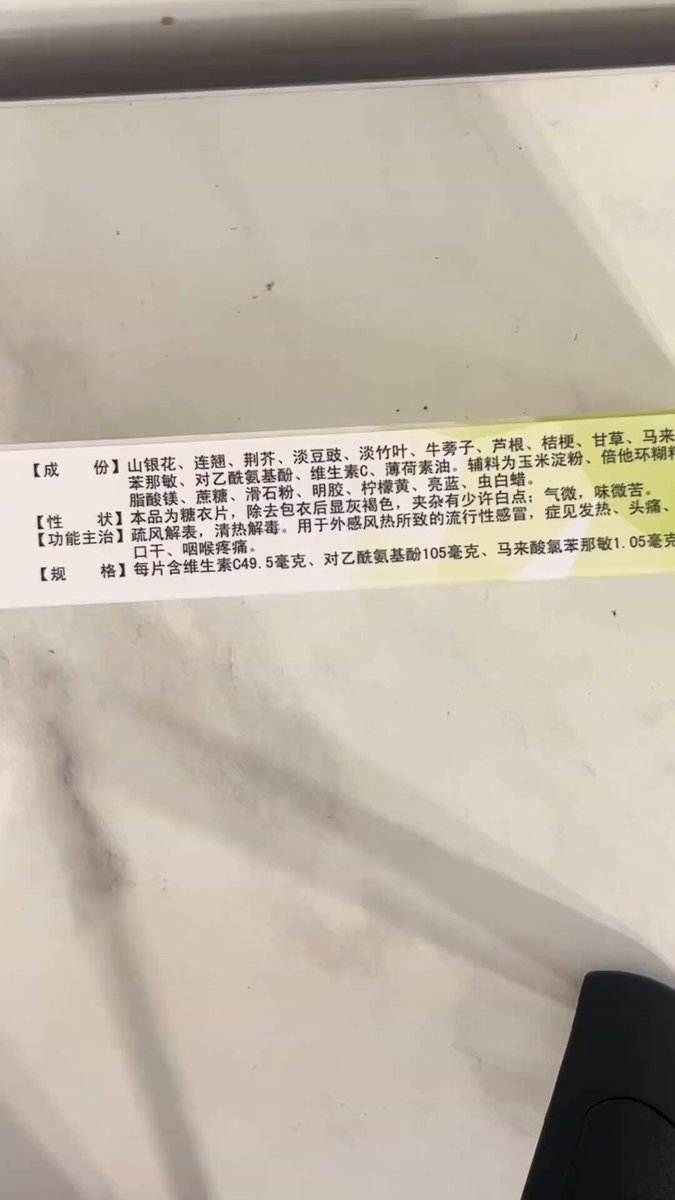 【成　　份】山银花、连翘、荆芥、淡豆豉、淡竹叶、牛蒡子、芦根、桔梗、甘草、马来
苯那敏、对乙酰氨基酚、维生素C、薄荷素油。辅料为玉米淀粉、倍他环糊精
脂酸镁、蔗糖、滑石粉、明胶、柠檬黄、亮蓝、虫白蜡。
【性　　状】本品为糖衣片，除去包衣后显灰褐色，夹杂有少许白点；气微，味微苦。
【功能主治】疏风解表，清热解毒。用于外感风热所致的流行性感冒，症见发热、头痛、
口干、咽喉疼痛。
【规　　格】每片含维生素C49.5毫克、对乙酰氨基酚105毫克、马来酸氯苯那敏1.05毫克